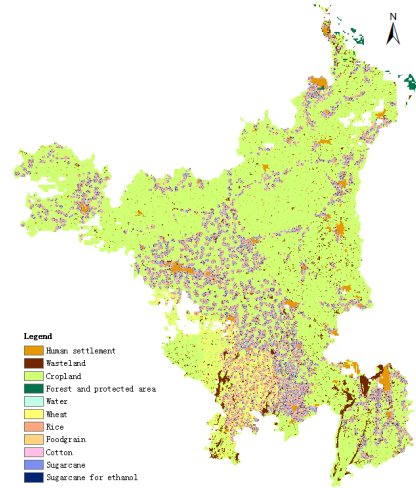 N
Legend
Human settlement
Wasteland
Cropland
Forest and protected area
Water
Wheat
Rice
Foodgrain
Cotton
Sugarcane
Sugarcane for ethanol